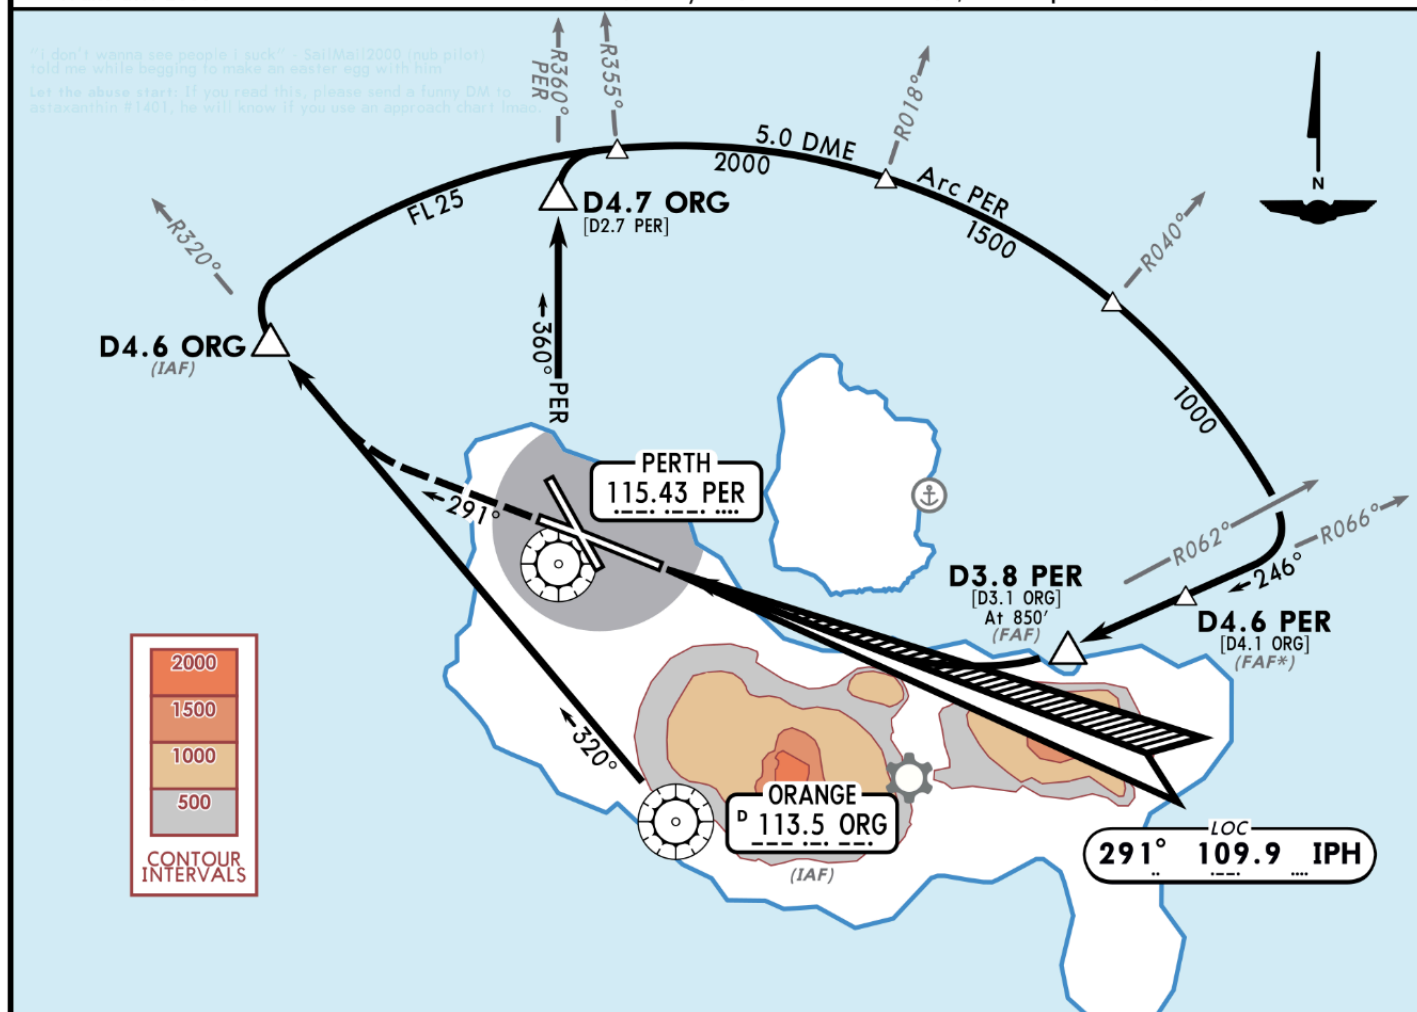 "I don't wanna see people I suck" - SailMail2000 (nub pilot)
told me while begging to make an easter egg with him
Let the abuse start: If you read this, please send a funny DM to
astaxanthin #1401, he will know if you use an approach chart lmao.
R360°
PER
R355°
R018°
5.0 DME
2000
Arc PER
1500
N
FL25
D4.7 ORG
[D2.7 PER]
R320°
R040°
D4.6 ORG
(IAF)
360° PER
1000
PERTH
115.43 PER
291°
R062°
R066°
246°
D3.8 PER
[D3.1 ORG]
At 850'
(FAF)
D4.6 PER
[D4.1 ORG]
(FAF*)
2000
1500
1000
500
CONTOUR
INTERVALS
320°
ORANGE
D 113.5 ORG
(IAF)
LOC
291° 109.9 IPH